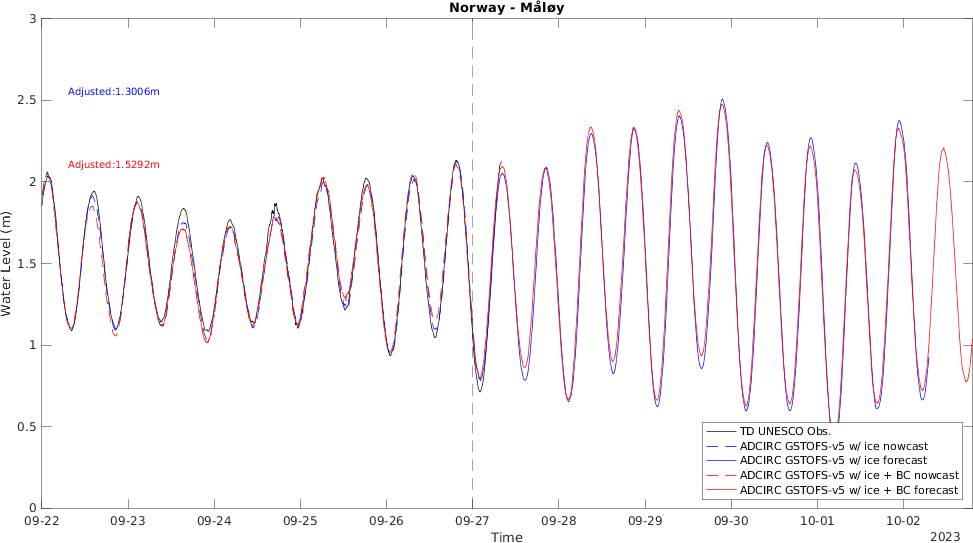 Norway - Måløy
3
2.5
2
1.5
1
0.5
0
Water Level (m)
Adjusted:1.3006m
Adjusted:1.5292m
TD UNESCO Obs.
ADCIRC GSTOFS-v5 w/ ice nowcast
ADCIRC GSTOFS-v5 w/ ice forecast
ADCIRC GSTOFS-v5 w/ ice + BC nowcast
ADCIRC GSTOFS-v5 w/ ice + BC forecast
09-22 09-23 09-24 09-25 09-26 09-27 09-28 09-29 09-30 10-01 10-02
Time
2023